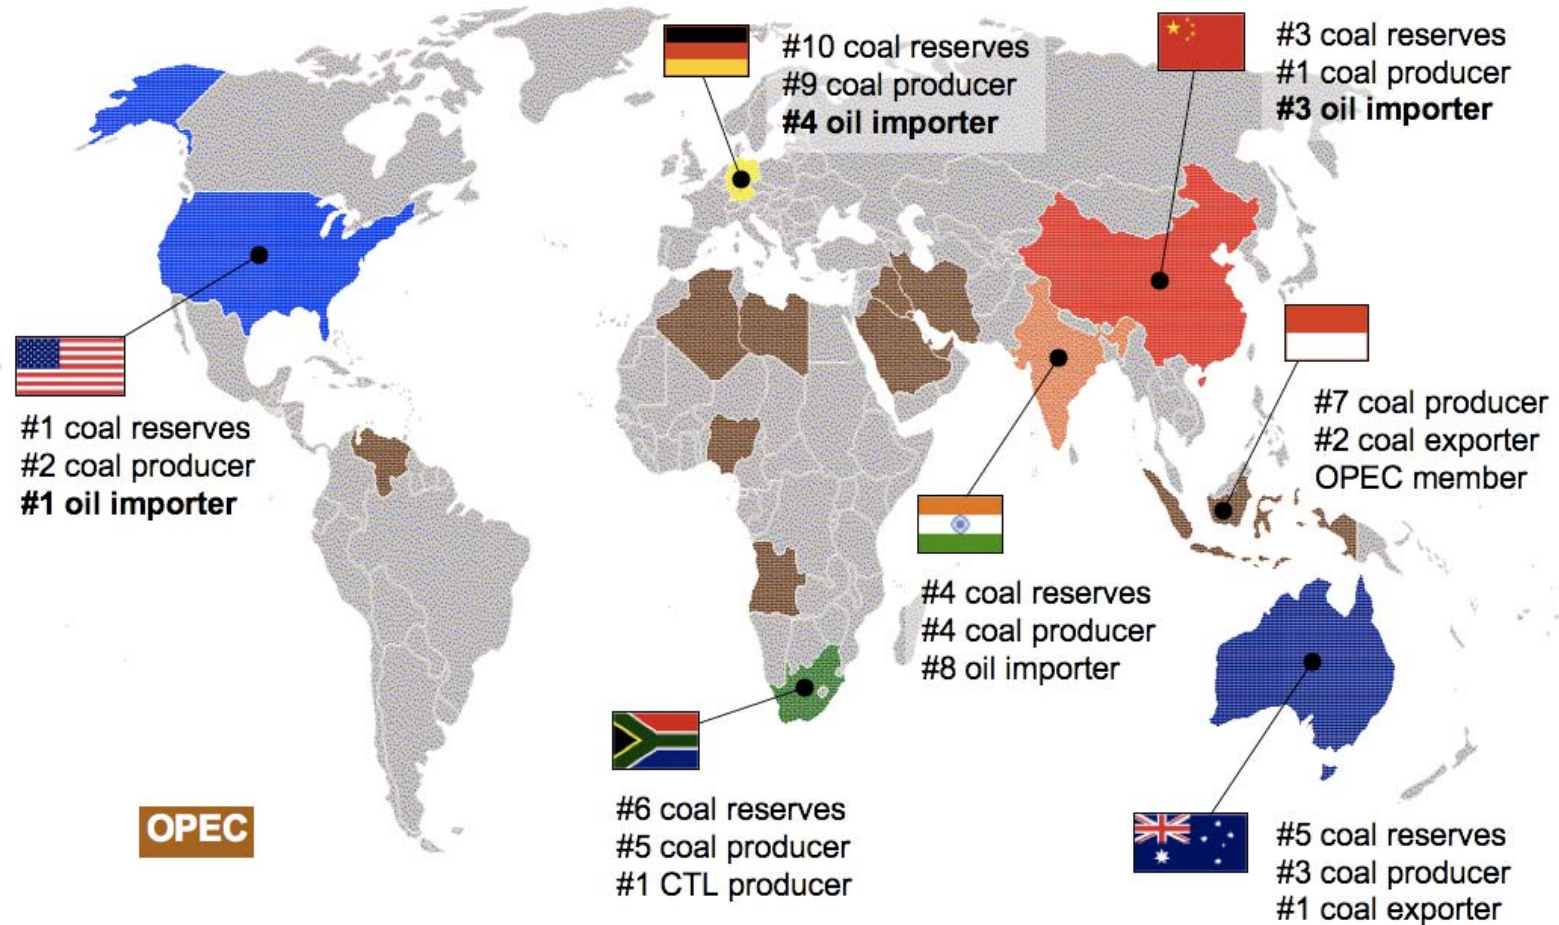 #10 coal reserves
#9 coal producer
#4 oil importer
#3 coal reserves
#1 coal producer
#3 oil importer
#1 coal reserves
#2 coal producer
#1 oil importer
#7 coal producer
#2 coal exporter
OPEC member
#4 coal reserves
#4 coal producer
#8 oil importer
#6 coal reserves
#5 coal producer
#1 CTL producer
OPEC
#5 coal reserves
#3 coal producer
#1 coal exporter